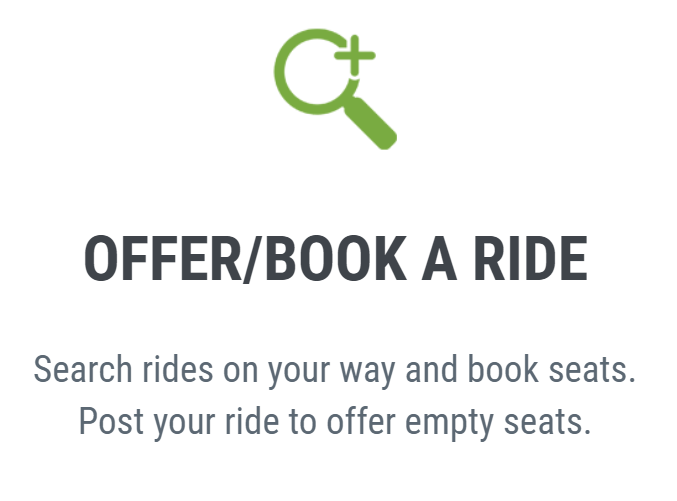 OFFER/BOOK A RIDE
Search rides on your way and book seats.
Post your ride to offer empty seats.